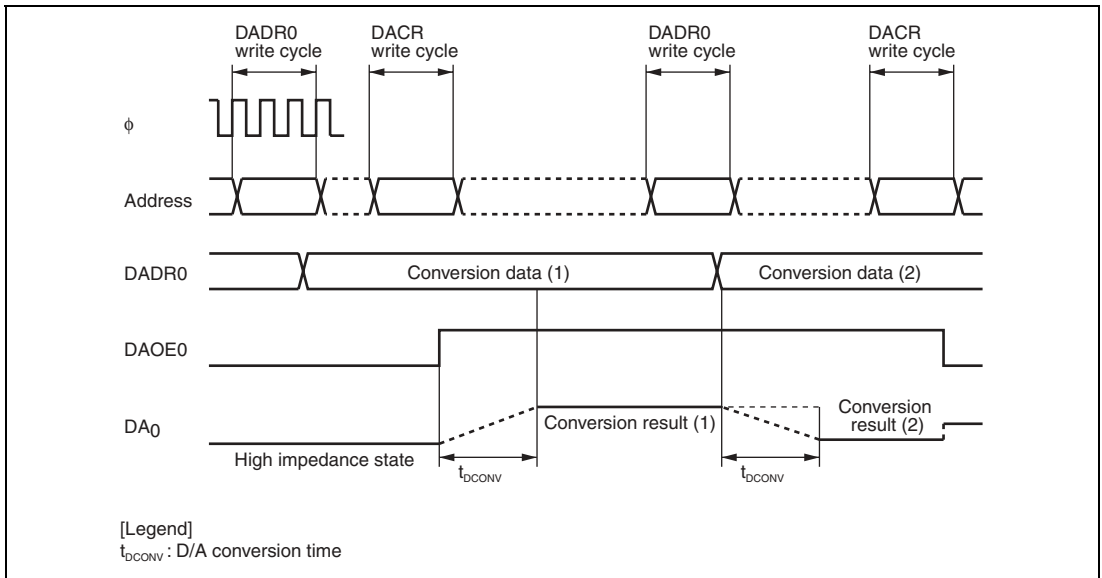 DADR0
write cycle
DACR
write cycle
DADR0
write cycle
DACR
write cycle
ϕ
Address
DADR0
Conversion data (1)
Conversion data (2)
DAOE0
DA0
Conversion result (1)
Conversion
result (2)
High impedance state
tDCONV
tDCONV
[Legend]
tDCONV : D/A conversion time